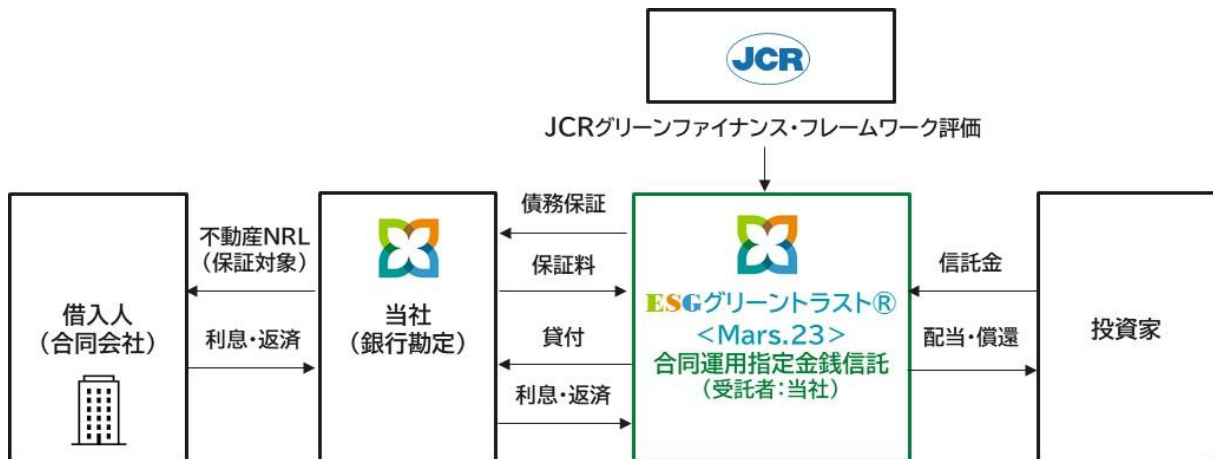 JCR
JCRグリーンファイナンス・フレームワーク評価
借入人
（合同会社）
不動産NRL
（保証対象）
利息・返済
当社
（銀行勘定）
債務保証
保証料
貸付
利息・返済
ESGグリーントラスト®
<Mars.23>
合同運用指定金銭信託
（受託者：当社）
信託金
配当・償還
投資家